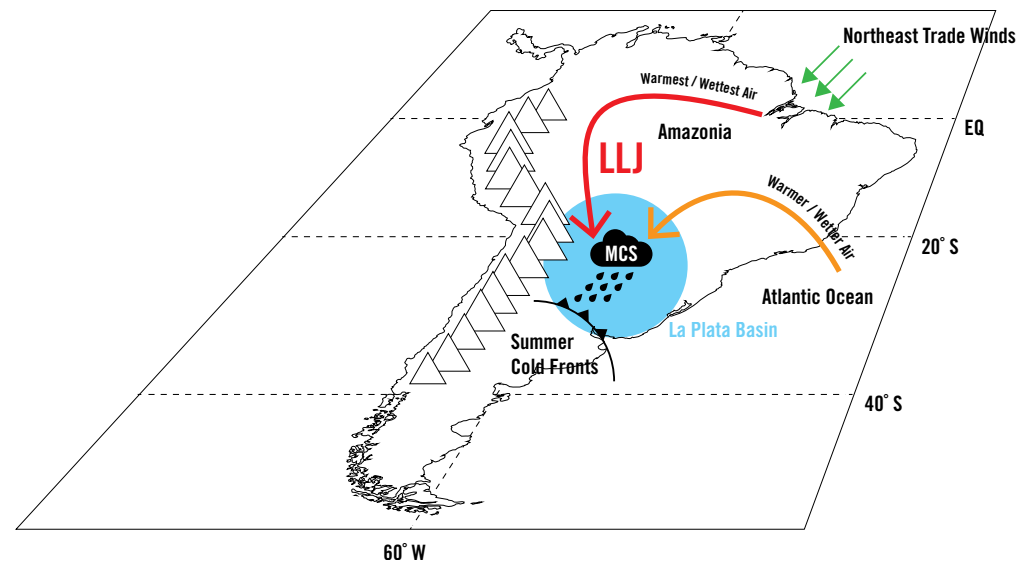 Northeast Trade Winds
Warmest / Wettest Air
EQ
Amazonia
LLJ
Warmer / Wetter Air
20° S
MCS
Atlantic Ocean
La Plata Basin
Summer
Cold Fronts
40° S
60° W